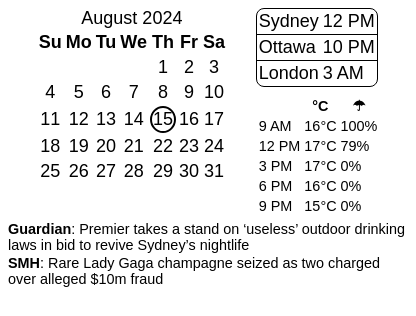 August 2024
Su Mo Tu We Th Fr Sa
1 2 3
4 5 6 7 8 9 10
11 12 13 14 15 16 17
18 19 20 21 22 23 24
25 26 27 28 29 30 31
Sydney 12 PM
Ottawa 10 PM
London 3 AM
°C ☂
9 AM 16°C 100%
12 PM 17°C 79%
3 PM 17°C 0%
6 PM 16°C 0%
9 PM 15°C 0%
Guardian: Premier takes a stand on ‘useless’ outdoor drinking
laws in bid to revive Sydney’s nightlife
SMH: Rare Lady Gaga champagne seized as two charged
over alleged $10m fraud